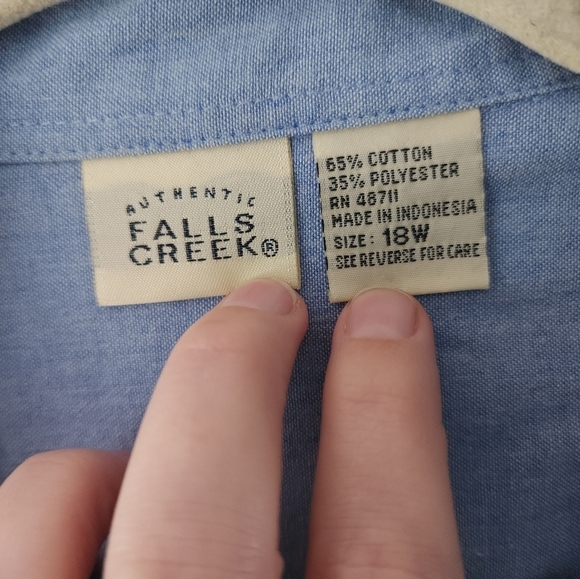 AUTHENTIC
FALLS
CREEK®
65% COTTON
35% POLYESTER
RN 48711
MADE IN INDONESIA
SIZE: 18W
SEE REVERSE FOR CARE